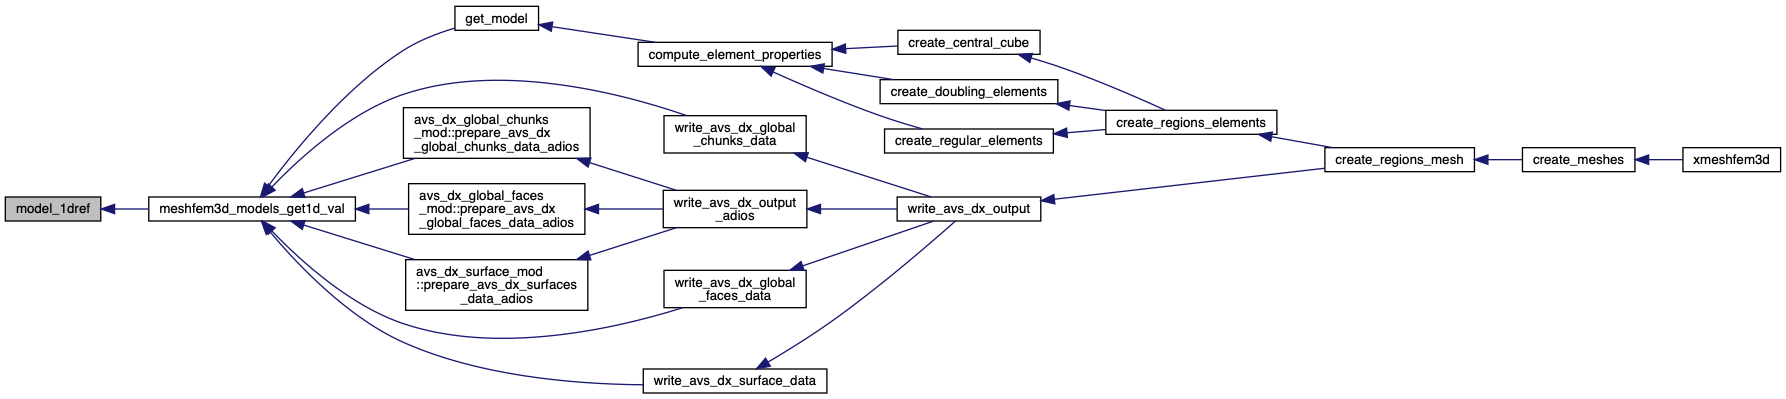 get_model
compute_element_properties
create_central_cube
create_doubling_elements
create_regular_elements
create_regions_elements
create_regions_mesh
create_meshes
xmeshfem3d
avs_dx_global_chunks
_mod::prepare_avs_dx
_global_chunks_data_adios
write_avs_dx_global
_chunks_data
model_1dref
meshfem3d_models_get1d_val
avs_dx_global_faces
_mod::prepare_avs_dx
_global_faces_data_adios
write_avs_dx_output
_adios
write_avs_dx_output
avs_dx_surface_mod
::prepare_avs_dx_surfaces
_data_adios
write_avs_dx_global
_faces_data
write_avs_dx_surface_data